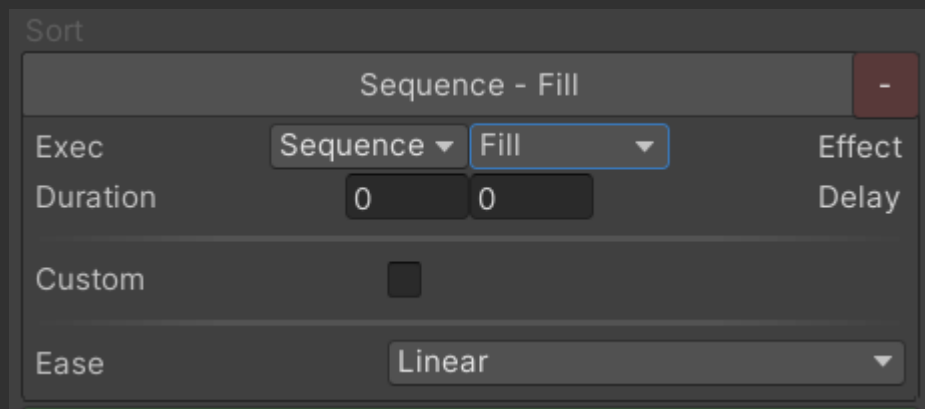 Sort
Sequence - Fill -
Exec Sequence Fill Effect
Duration 0 0 Delay
Custom
Ease Linear